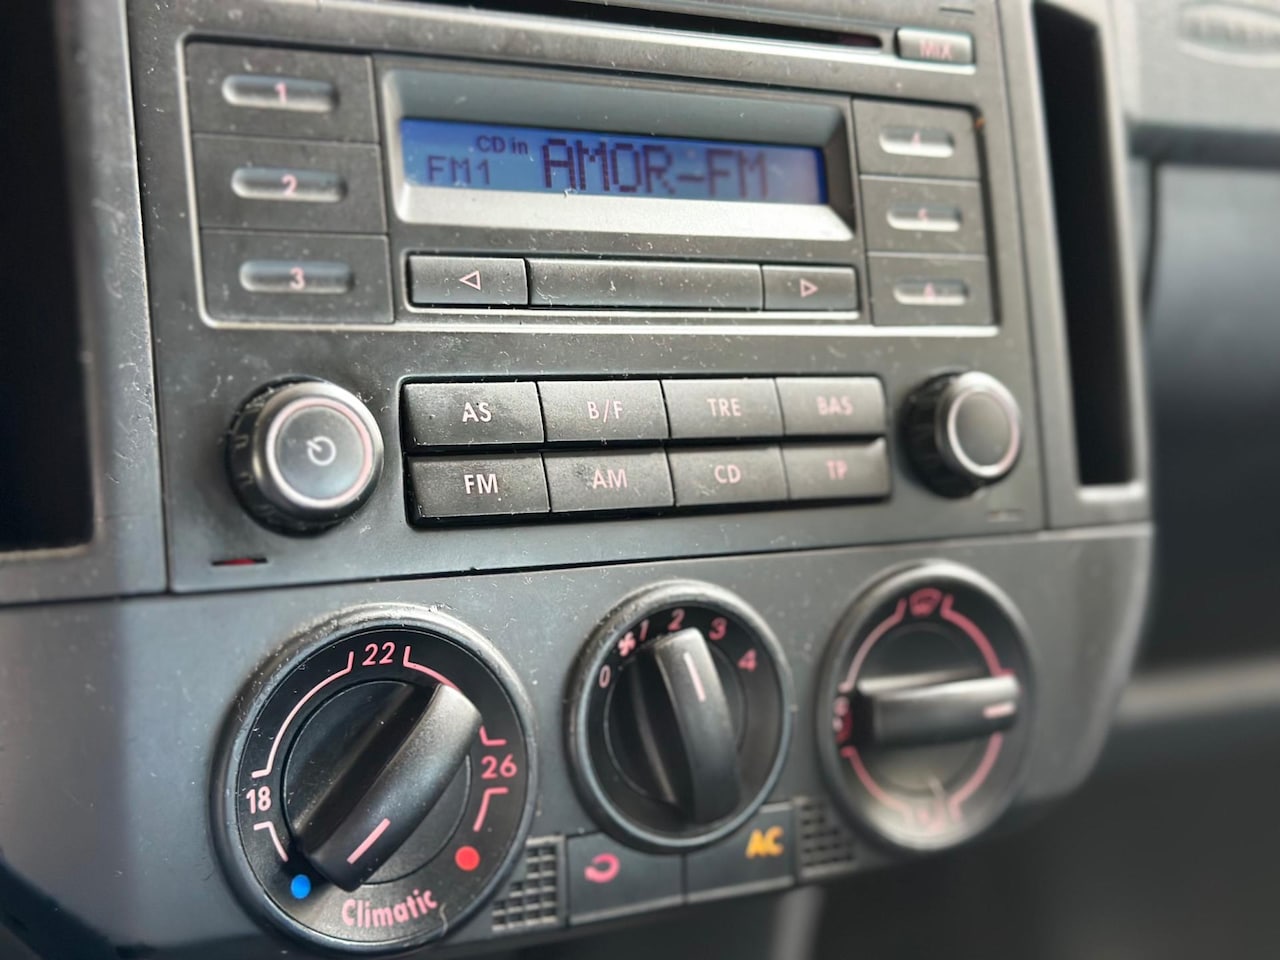 MIX
1
2
3
CD in
FM1 AMOR-FM
4
5
6
AS B/F TRE BAS
FM AM CD TP
18 22 26
Climatic
0 1 2 3 4
AC